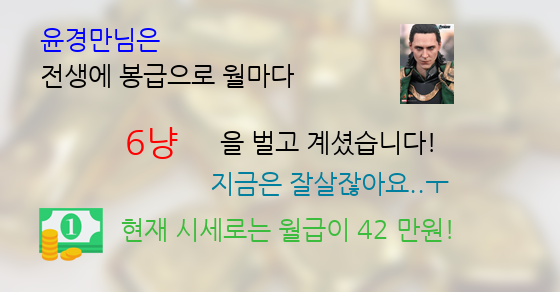 윤경만님은
전생에 봉급으로 월마다
6냥 을 벌고 계셨습니다!
지금은 잘살잖아요..ㅜ
1
현재 시세로는 월급이 42 만원!